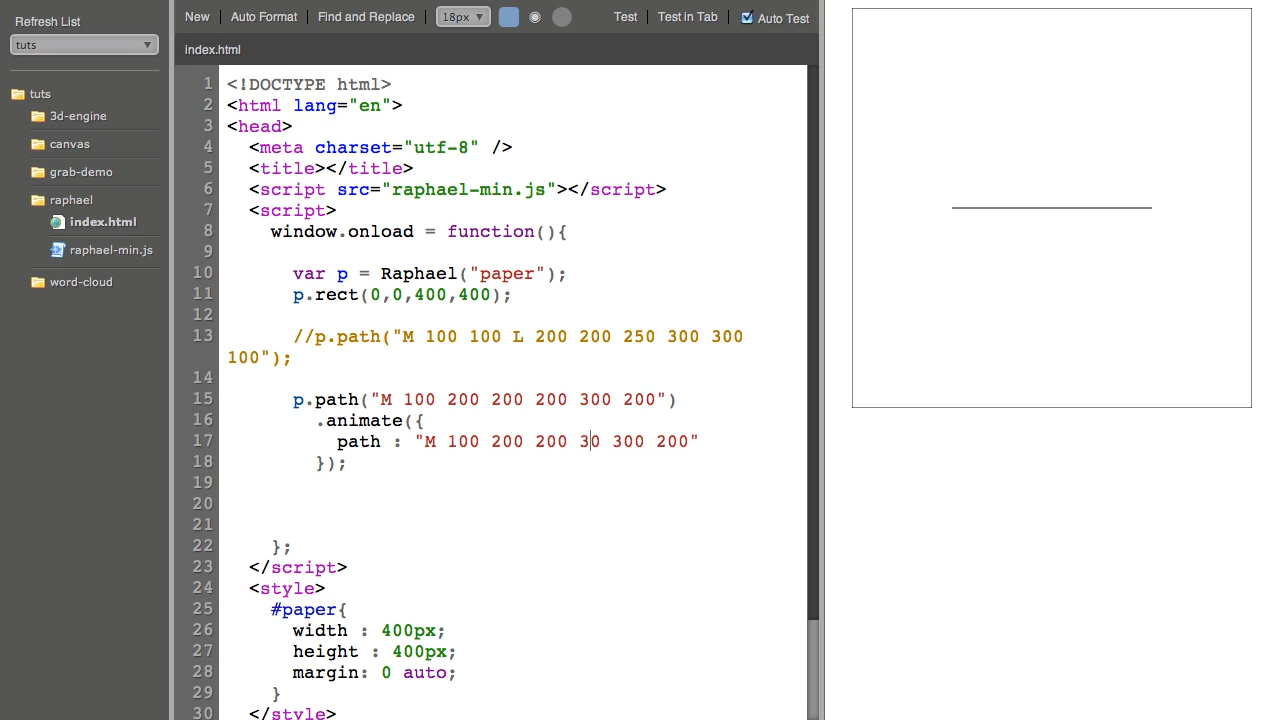 Refresh List
tuts
tuts
3d-engine
canvas
grab-demo
raphael
index.html
raphael-min.js
word-cloud
New Auto Format Find and Replace 18px Test Test in Tab Auto Test
index.html
1 <!DOCTYPE html>
2 <html lang="en">
3 <head>
4 <meta charset="utf-8" />
5 <title></title>
6 <script src="raphael-min.js"></script>
7 <script>
8 window.onload = function(){
9
10 var p = Raphael("paper");
11 p.rect(0,0,400,400);
12
13 //p.path("M 100 100 L 200 200 250 300 300
100");
14
15 p.path("M 100 200 200 200 300 200")
16 .animate({
17 path : "M 100 200 200 30 300 200"
18 });
19
20
21
22 };
23 </script>
24 <style>
25 #paper{
26 width : 400px;
27 height : 400px;
28 margin: 0 auto;
29 }
30 </style>